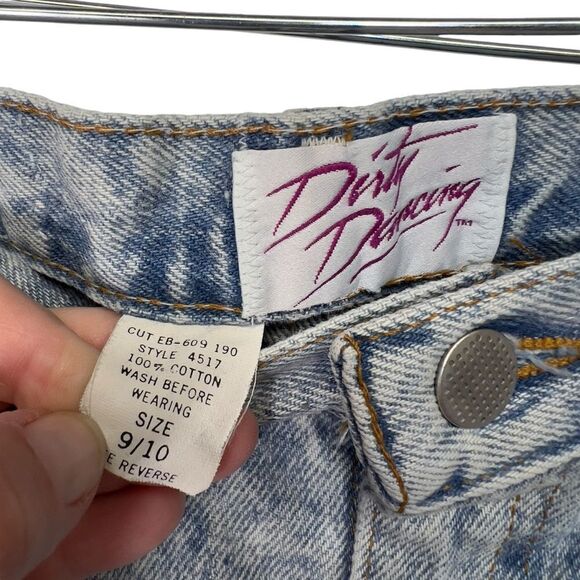 Dirty
Dancing
TM
CUT EB-609 190
STYLE 4517
100% COTTON
WASH BEFORE
WEARING
SIZE
9/10
E REVERSE